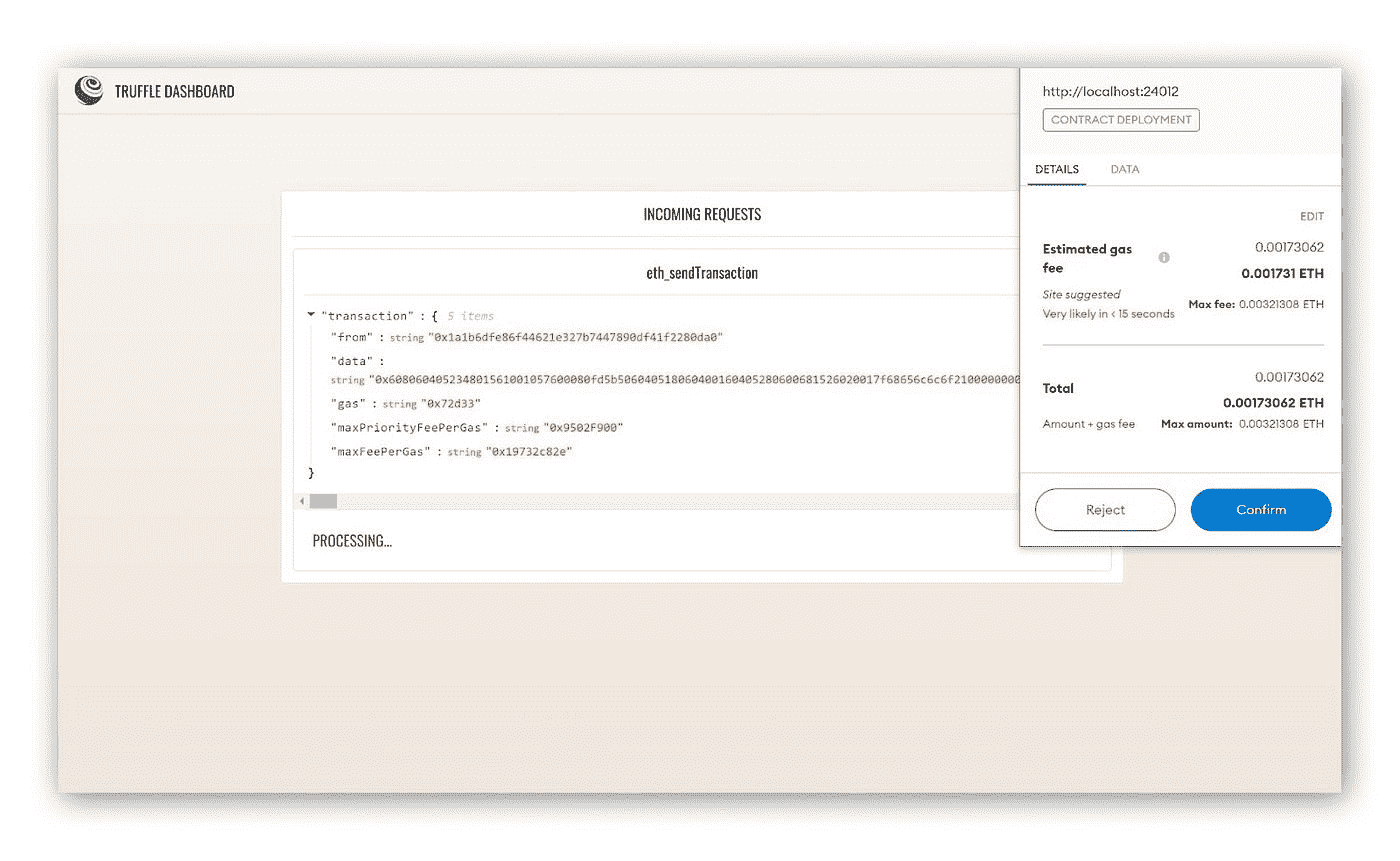 TRUFFLE DASHBOARD
INCOMING REQUESTS
eth_sendTransaction
"transaction" : { 5 items
"from" : string "0x1a1b6dfe86f44621e327b7447890df41f2280da0"
"data" :
string "0x608060405234801561001057600080fd5b5060405180604001604052806006815260200 17f68656c6c6f2100000000
"gas" : string "0x72d33"
"maxPriorityFeePerGas" : string "0x9502F900"
"maxFeePerGas" : string "0x19732c82e"
}
PROCESSING...
http://localhost:24012
CONTRACT DEPLOYMENT
DETAILS DATA
EDIT
Estimated gas
fee
0.00173062
0.001731 ETH
Site suggested
Very likely in < 15 seconds
Max fee: 0.00321308 ETH
Total
0.00173062
0.00173062 ETH
Amount + gas fee
Max amount: 0.00321308 ETH
Reject Confirm